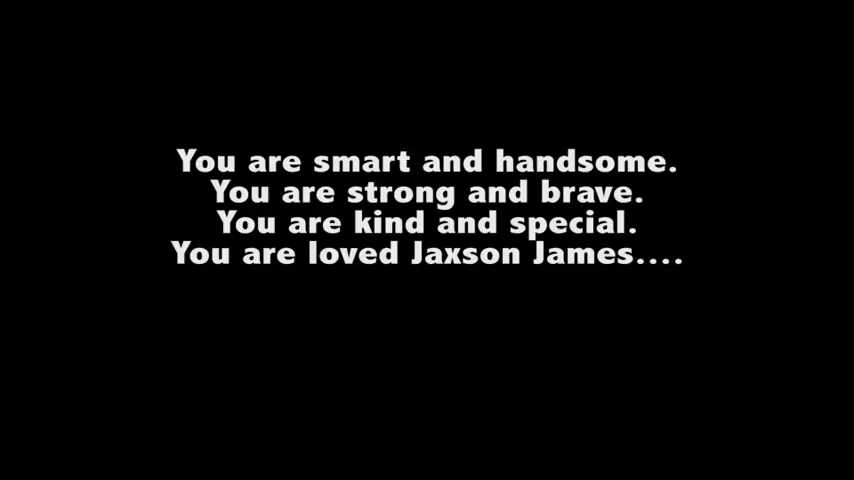 You are smart and handsome.
You are strong and brave.
You are kind and special.
You are loved Jaxson James....